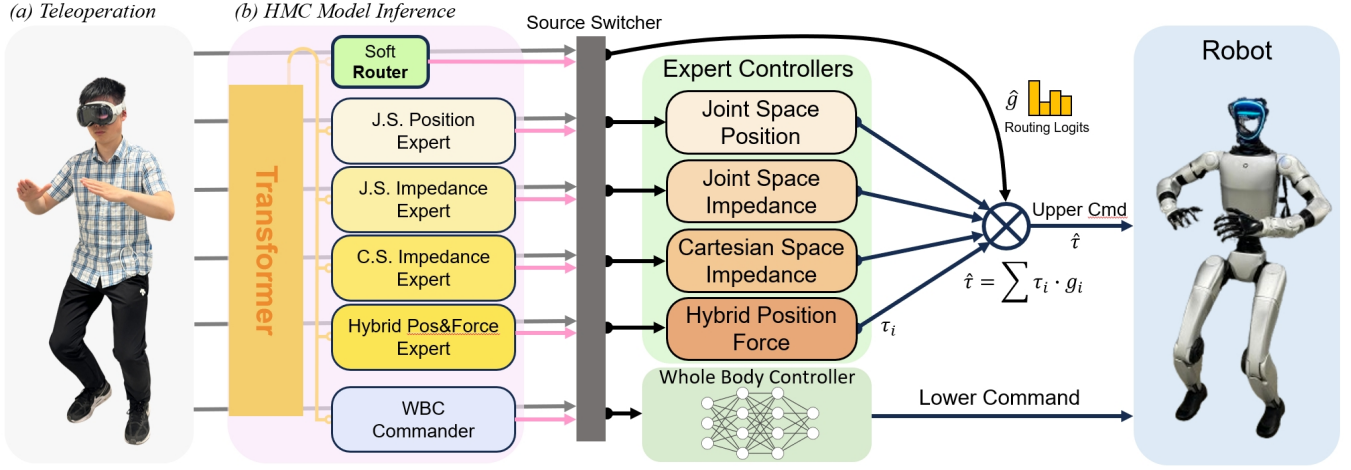 (a) Teleoperation
(b) HMC Model Inference
Source Switcher
Soft
Router
Transformer
J.S. Position
Expert
J.S. Impedance
Expert
C.S. Impedance
Expert
Hybrid Pos&Force
Expert
WBC
Commander
Expert Controllers
Joint Space
Position
Joint Space
Impedance
Cartesian Space
Impedance
Hybrid Position
Force
τᵢ
Whole Body Controller
ĝ
Routing Logits
Upper Cmd
τ̂
τ̂ = ∑ τᵢ · gᵢ
Lower Command
Robot